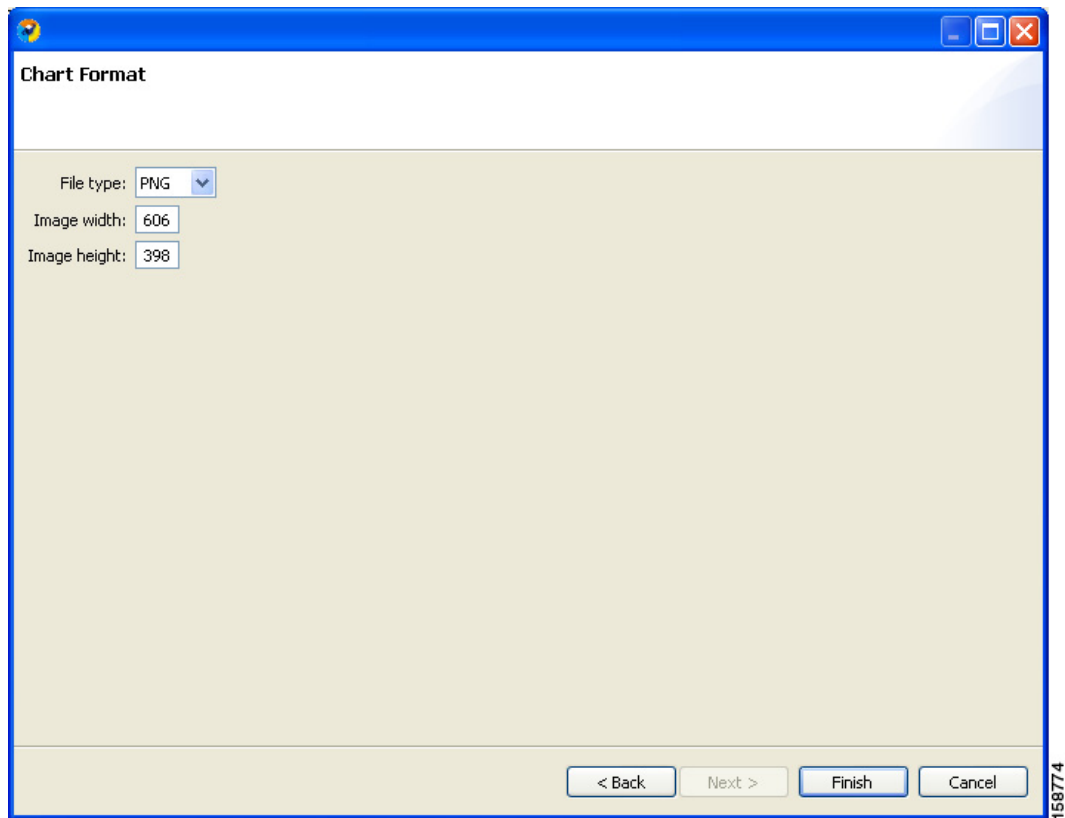 Chart Format
File type: PNG
Image width: 606
Image height: 398
< Back Next > Finish Cancel
158774